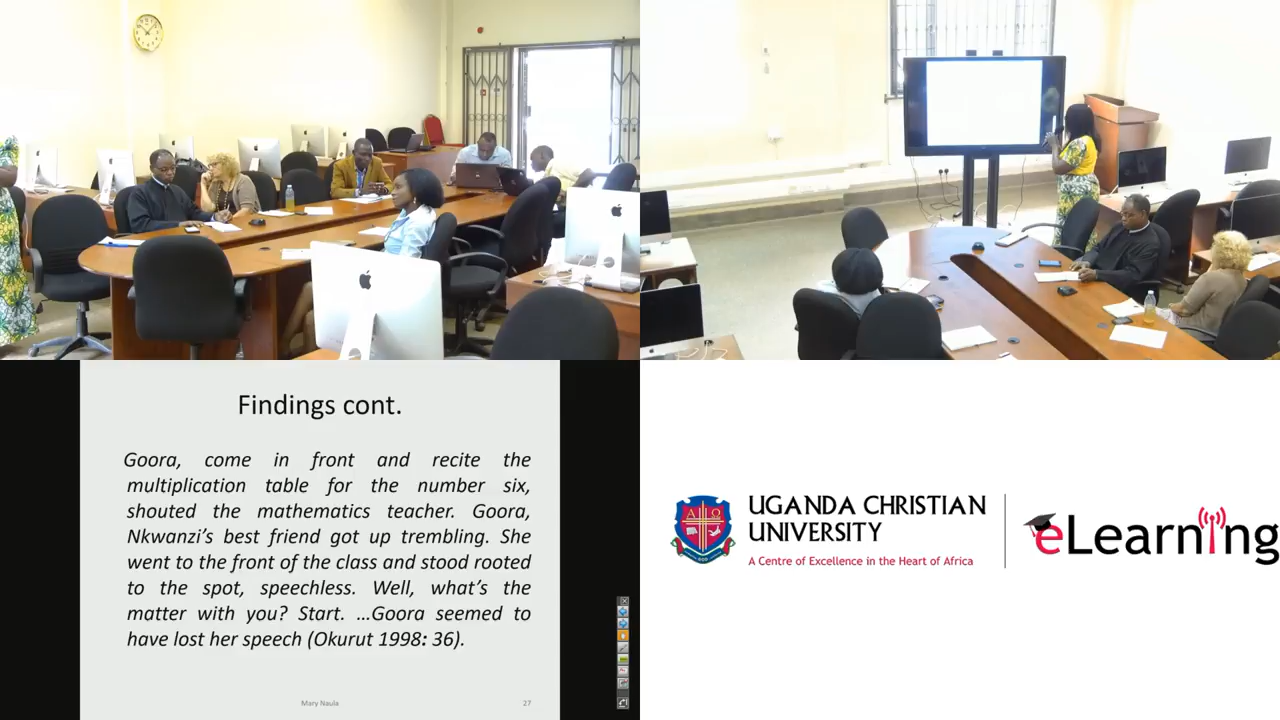 Findings cont.
Goora, come in front and recite the
multiplication table for the number six,
shouted the mathematics teacher. Goora,
Nkwanzi's best friend got up trembling. She
went to the front of the class and stood rooted
to the spot, speechless. Well, what's the
matter with you? Start. ...Goora seemed to
have lost her speech (Okurut 1998: 36).
Mary Naula
27
UGANDA CHRISTIAN
UNIVERSITY
A Centre of Excellence in the Heart of Africa
eLearning